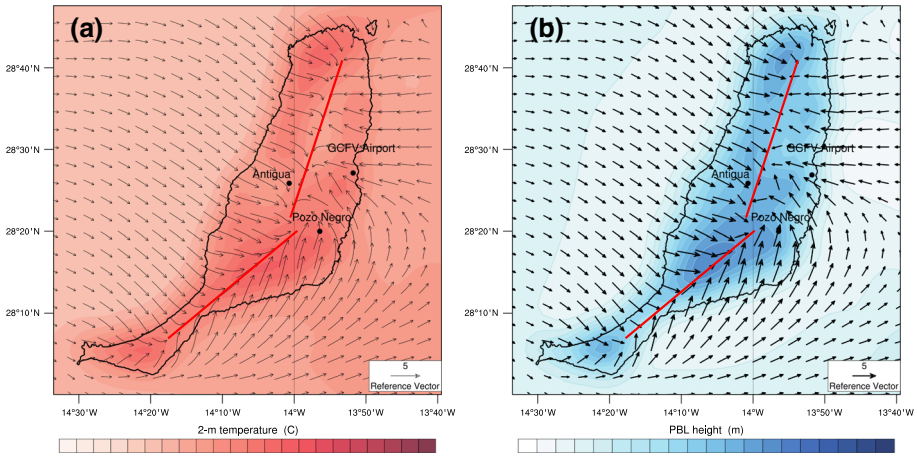 (a)
(b)
28°40'N
28°30'N
28°20'N
28°10'N
GCFV Airport
Antigua
Pozo Negro
5
Reference Vector
14°30'W 14°20'W 14°10'W 14°W 13°50'W 13°40'W
2-m temperature (C)
28°40'N
28°30'N
28°20'N
28°10'N
GCFV Airport
Antigua
Pozo Negro
5
Reference Vector
14°30'W 14°20'W 14°10'W 14°W 13°50'W 13°40'W
PBL height (m)